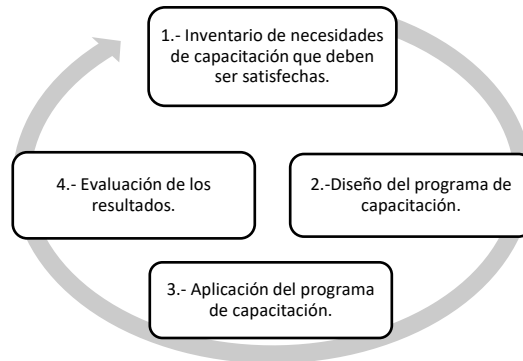 1.- Inventario de necesidades
de capacitación que deben
ser satisfechas.
2.-Diseño del programa de
capacitación.
3.- Aplicación del programa
de capacitación.
4.- Evaluación de los
resultados.